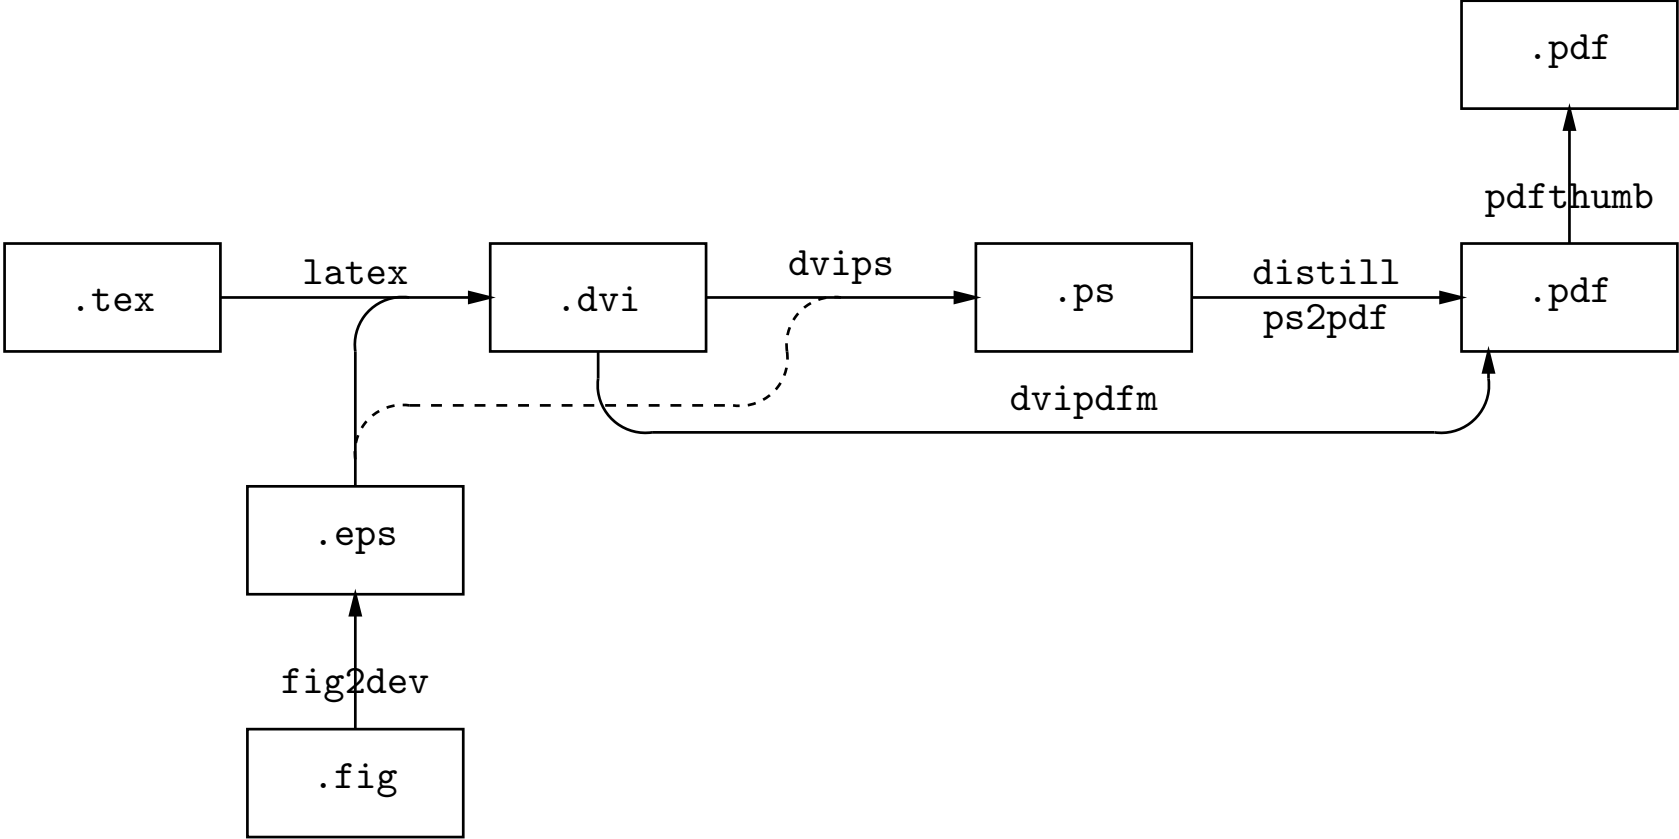 .pdf
pdfthumb
latex
dvips
distill
.tex
.dvi
.ps
.pdf
ps2pdf
dvipdfm
.eps
fig2dev
.fig